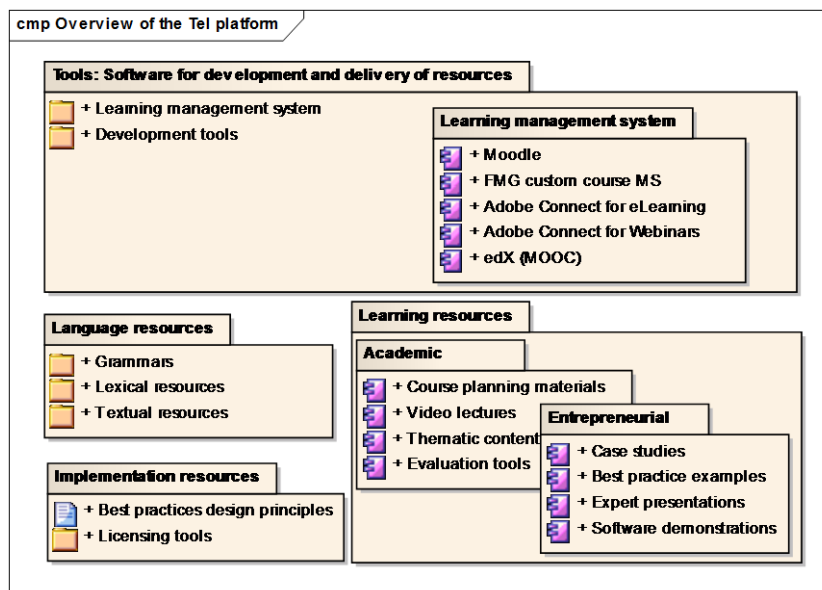 cmp Overview of the Tel platform
Tools: Software for development and delivery of resources
+ Learning management system
+ Development tools
Learning management system
+ Moodle
+ FMG custom course MS
+ Adobe Connect for eLearning
+ Adobe Connect for Webinars
+ edX (MOOC)
Language resources
+ Grammars
+ Lexical resources
+ Textual resources
Learning resources
Academic
+ Course planning materials
+ Video lectures
+ Thematic content
+ Evaluation tools
Entrepreneurial
+ Case studies
+ Best practice examples
+ Expert presentations
+ Software demonstrations
Implementation resources
+ Best practices design principles
+ Licensing tools